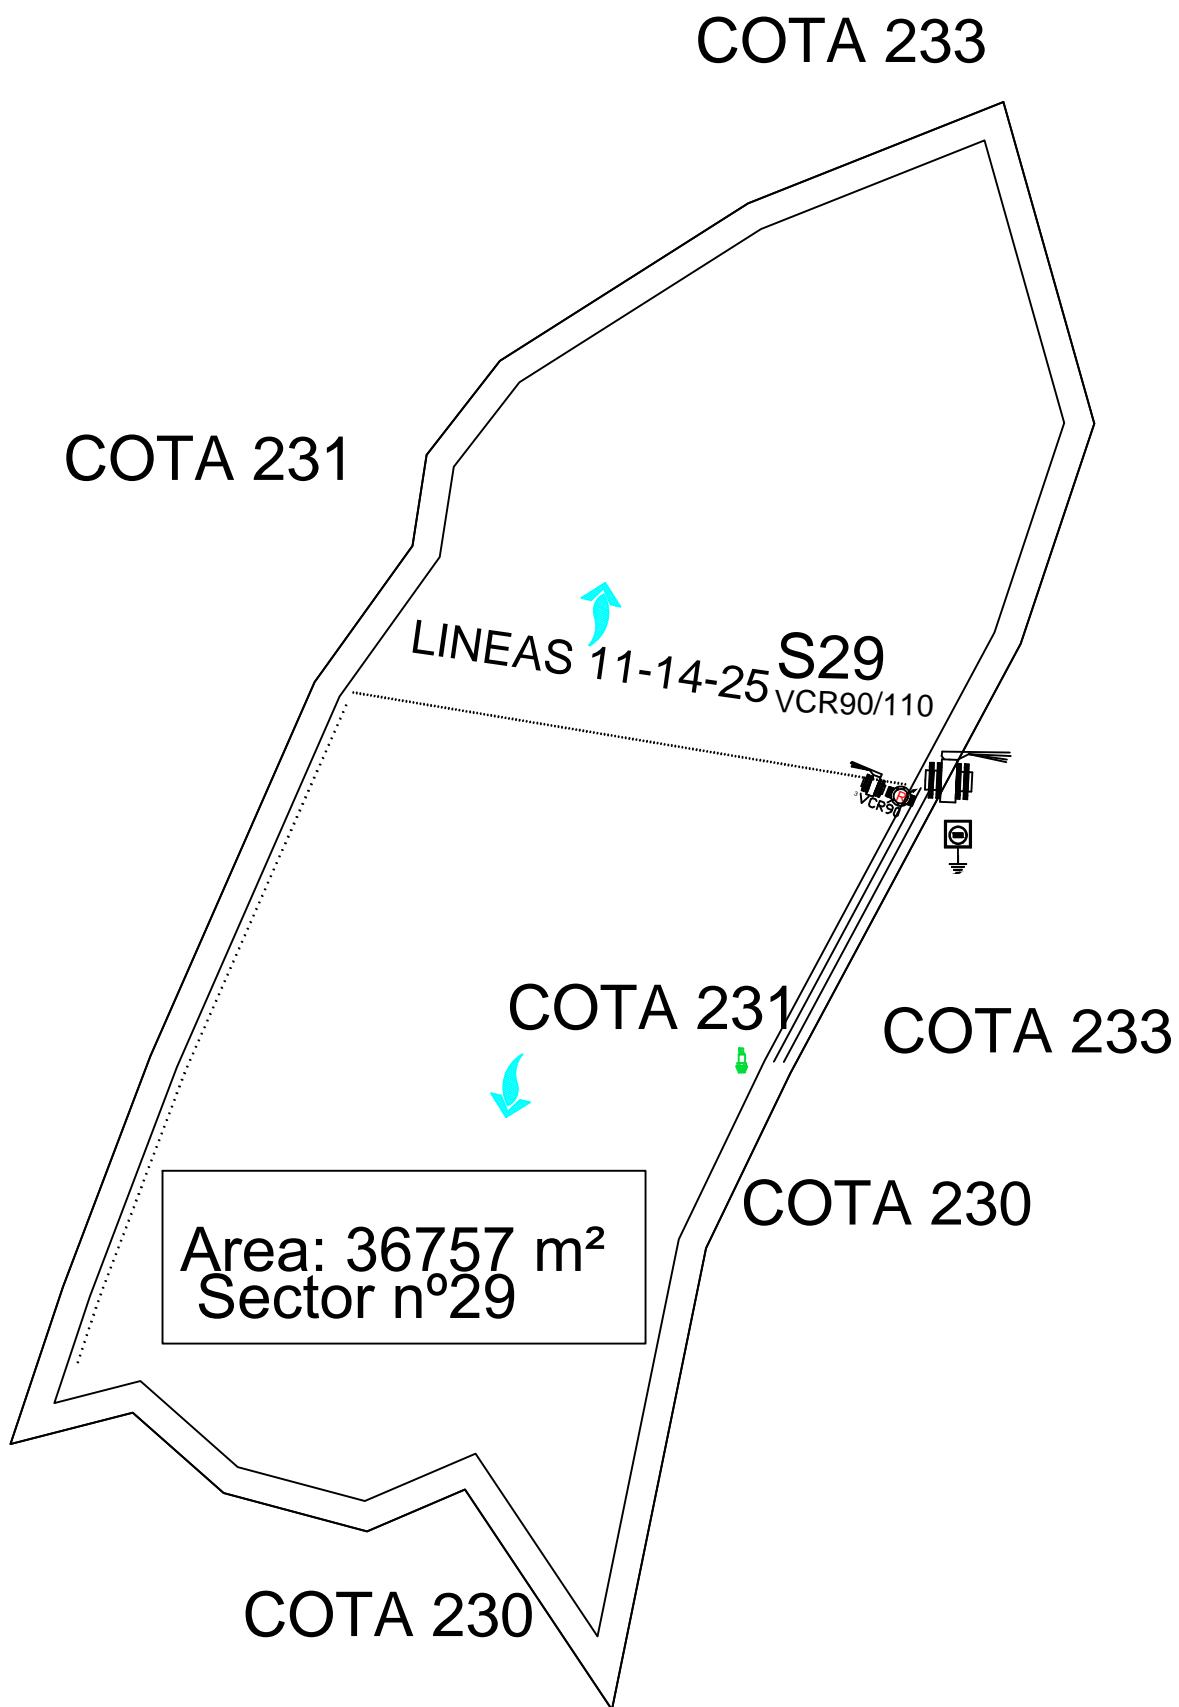 COTA 233
COTA 231
LINEAS 11-14-25
S29
VCR90/110
3
VCR90
R
COTA 231
COTA 233
COTA 230
Area: 36757 m²
Sector nº29
COTA 230